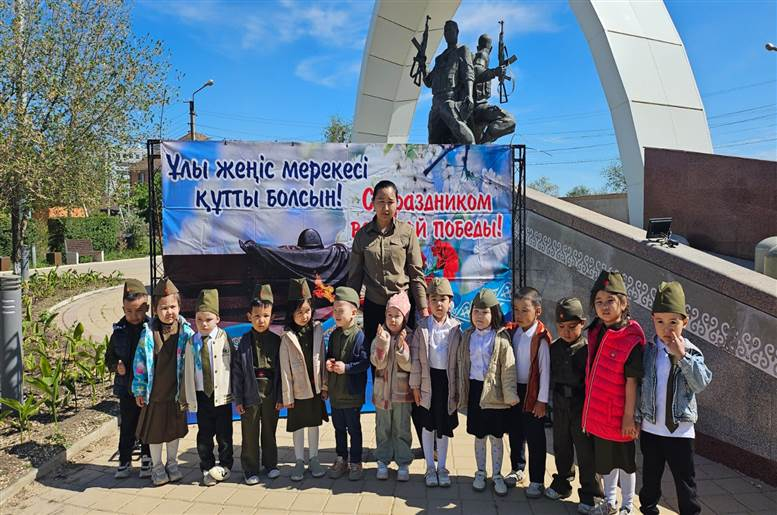 Ұлы жеңіс мерекесі
құтты болсын!
С праздником
й победы!